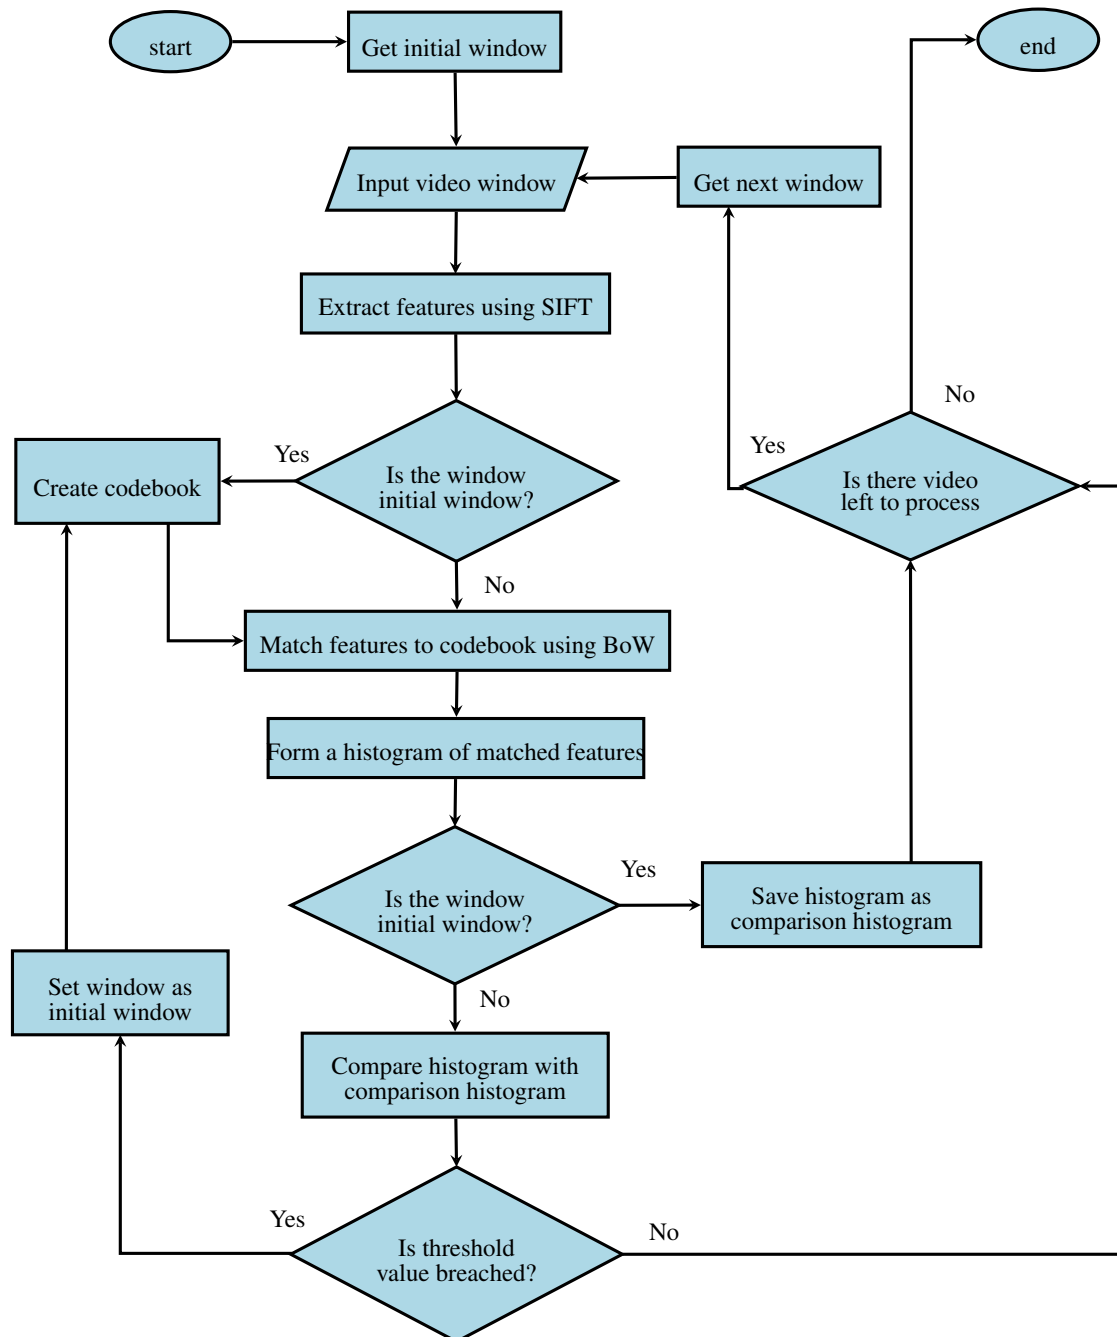 start
Get initial window
end
Input video window
Get next window
Extract features using SIFT
No
Yes
Yes
Is the window
initial window?
Create codebook
Is there video
left to process
No
Match features to codebook using BoW
Form a histogram of matched features
Yes
Is the window
initial window?
Save histogram as
comparison histogram
No
Set window as
initial window
Compare histogram with
comparison histogram
Yes
No
Is threshold
value breached?